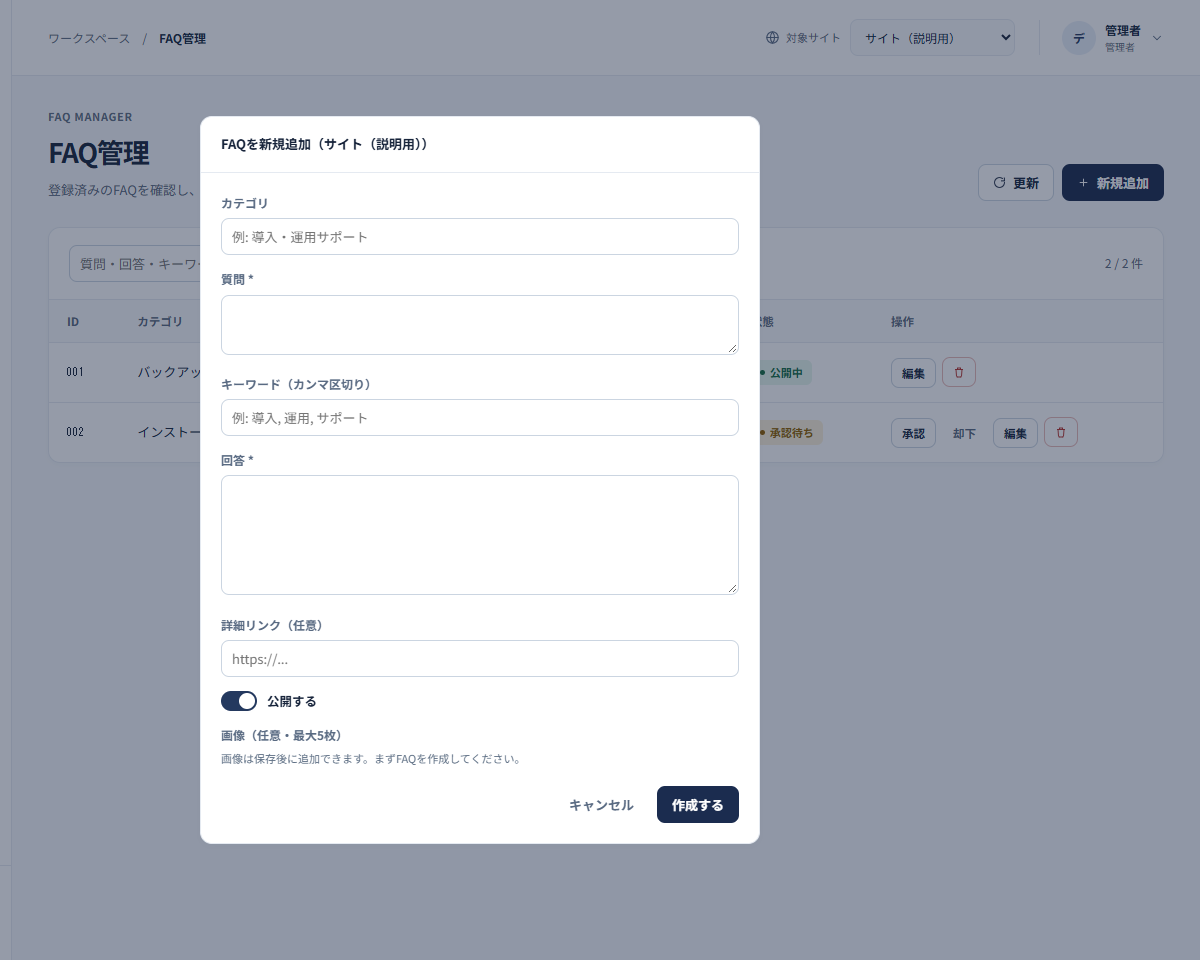 ワークスペース / FAQ管理
対象サイト サイト（説明用） デ 管理者
管理者
FAQ MANAGER
FAQ管理
登録済みのFAQを確認し、
更新 + 新規追加
質問・回答・キーワ
2 / 2 件
ID カテゴリ 態 操作
001 バックアッ 公開中 編集
002 インストー 承認待ち 承認 却下 編集
FAQを新規追加（サイト（説明用））
カテゴリ
例: 導入・運用サポート
質問 *
キーワード（カンマ区切り）
例: 導入, 運用, サポート
回答 *
詳細リンク（任意）
https://...
公開する
画像（任意・最大5枚）
画像は保存後に追加できます。まずFAQを作成してください。
キャンセル 作成する